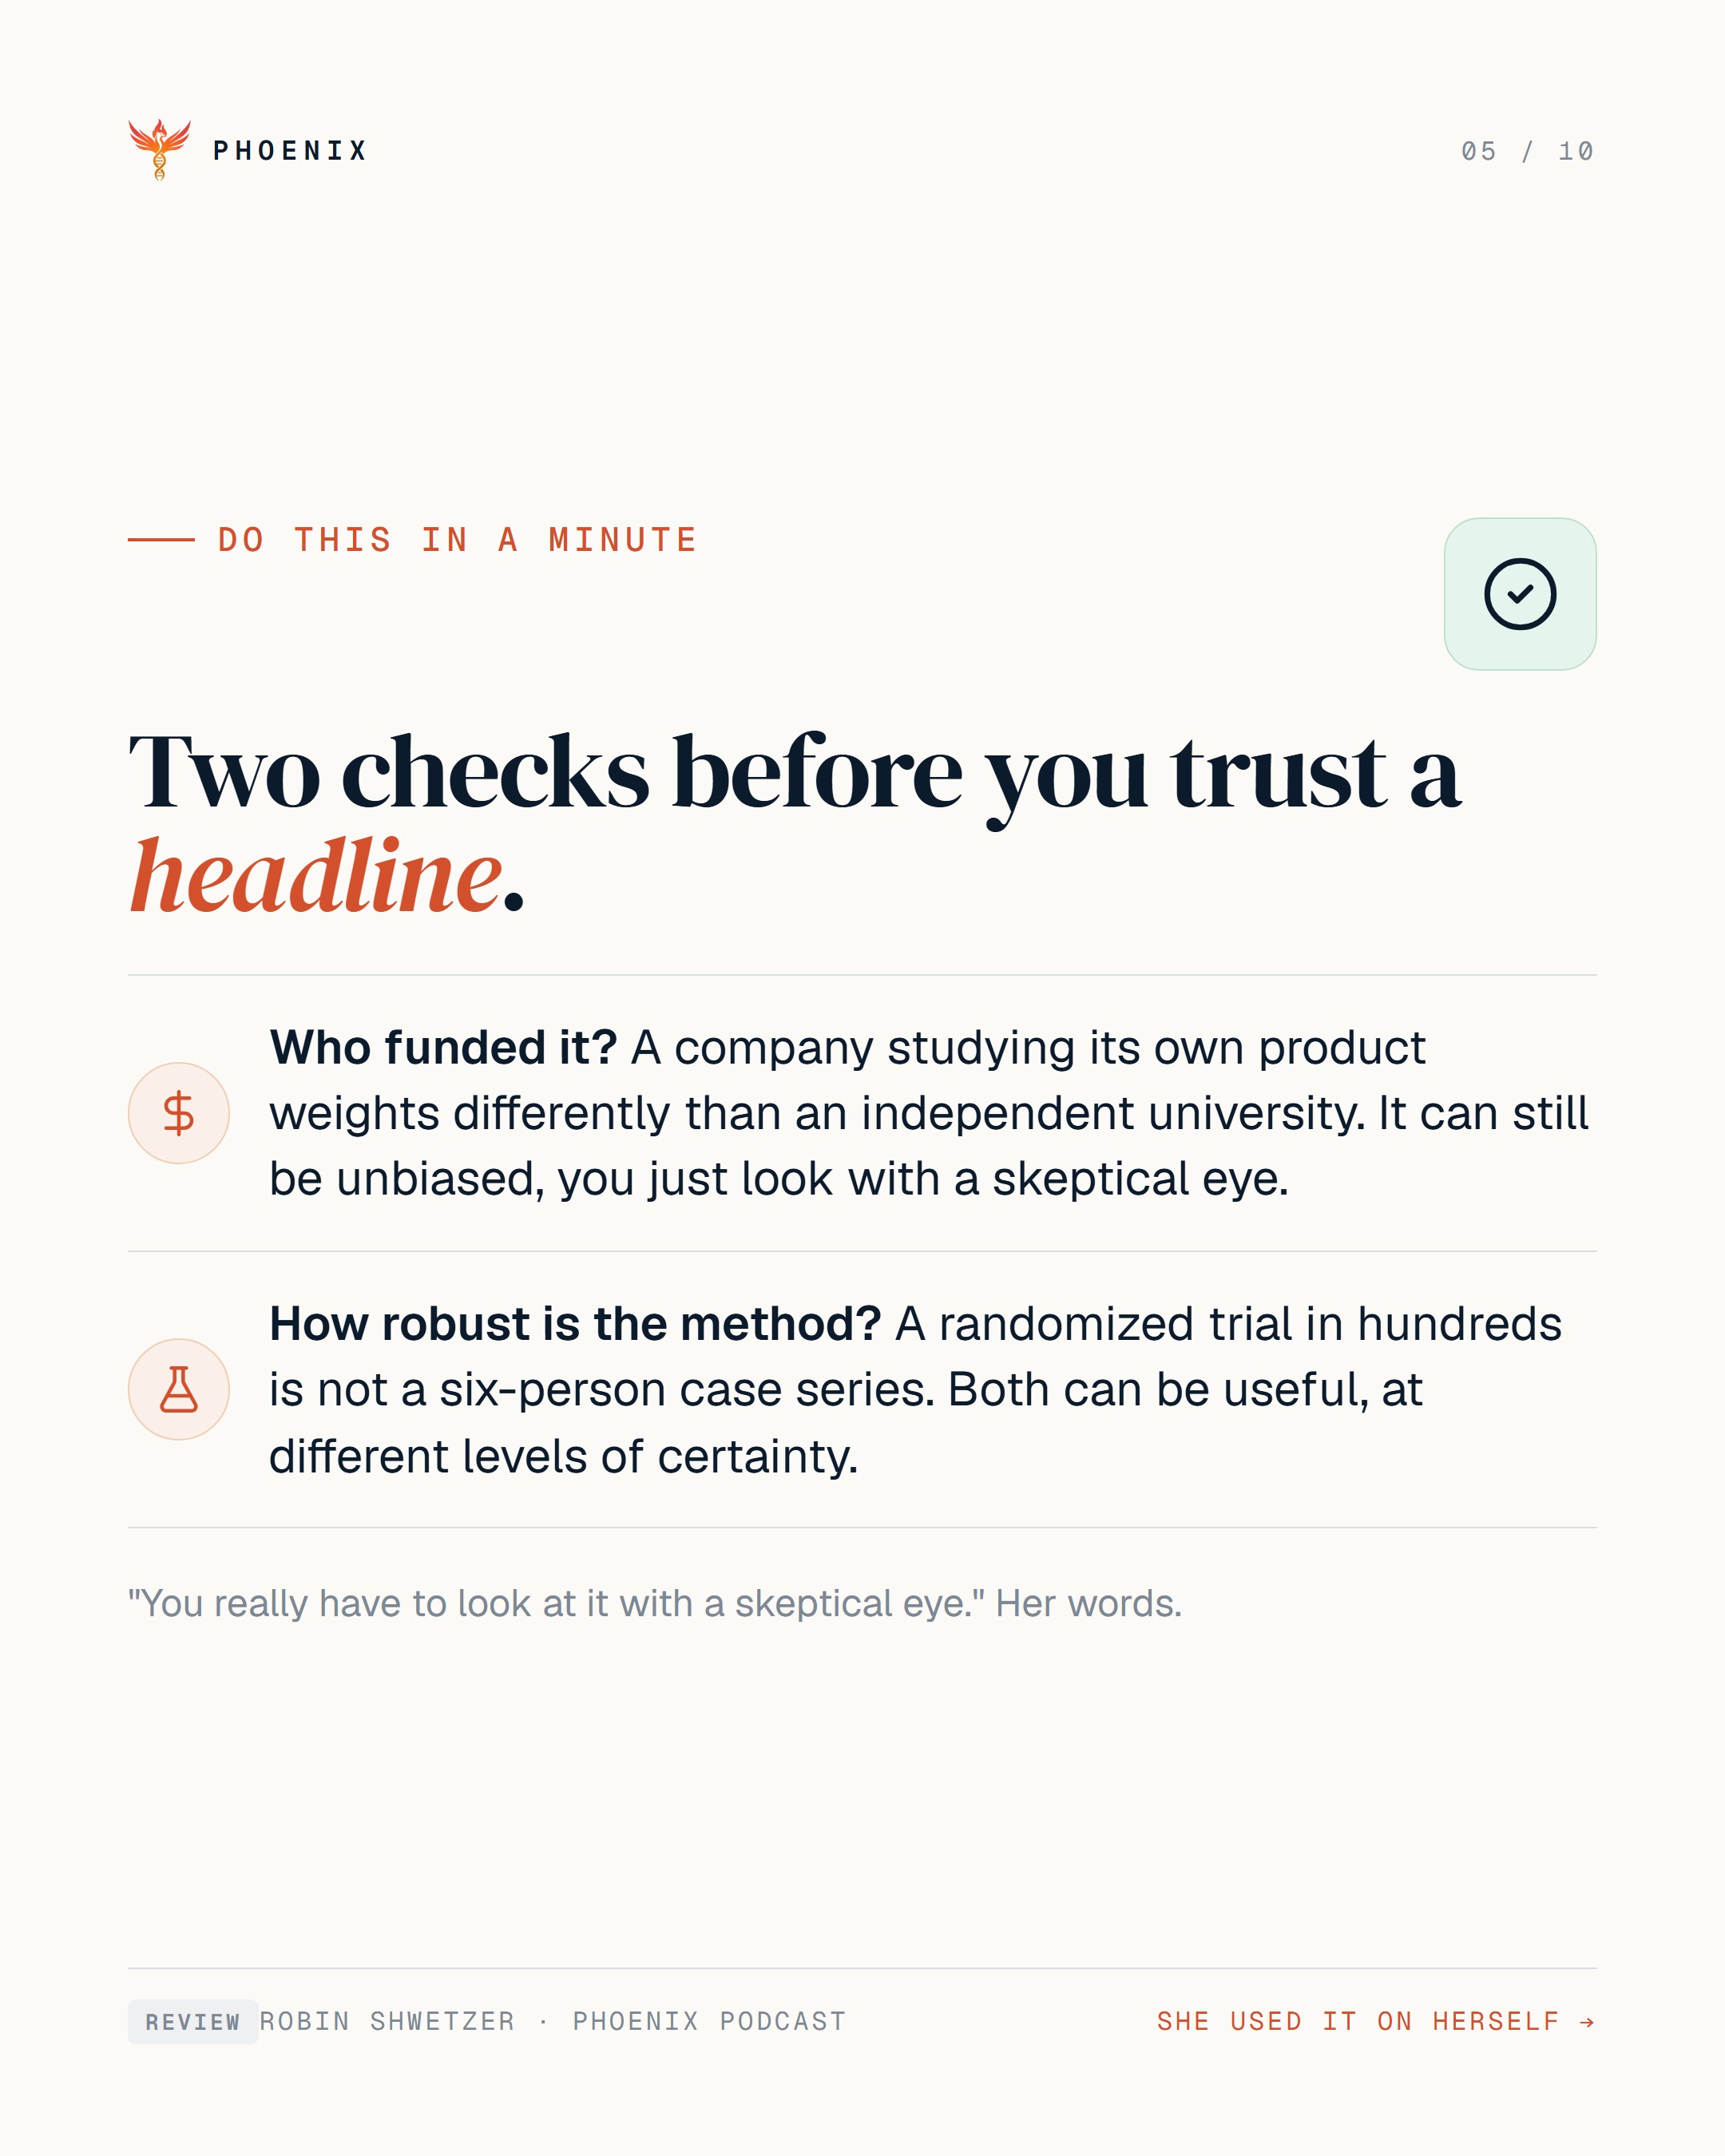 PHOENIX
05 / 10
DO THIS IN A MINUTE
Two checks before you trust a
headline.
$
Who funded it? A company studying its own product
weights differently than an independent university. It can still
be unbiased, you just look with a skeptical eye.
How robust is the method? A randomized trial in hundreds
is not a six-person case series. Both can be useful, at
different levels of certainty.
"You really have to look at it with a skeptical eye." Her words.
REVIEW ROBIN SHWETZER · PHOENIX PODCAST
SHE USED IT ON HERSELF →